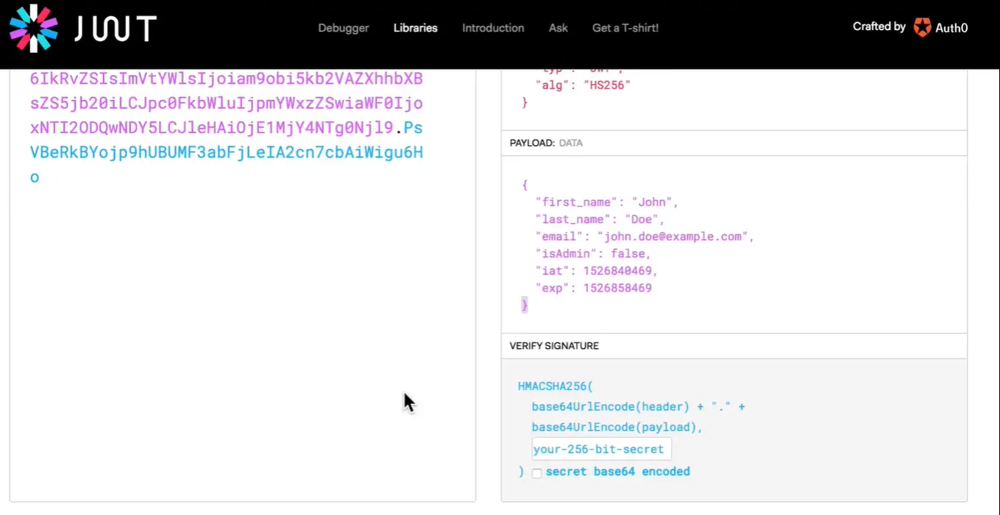 JWT
Debugger
Libraries
Introduction
Ask
Get a T-shirt!
Crafted by Auth0
6IkRvZSIsImVtYWlsIjoiam9obi5kb2VAZXhhbXB
sZS5jb20iLCJpc0FkbWluIjpmYWxzZSwiaWF0Ijo
xNTI2ODQwNDY5LCJleHAiOjE1MjY4NTg0Njl9.Ps
VBeRkBYojp9hUBUMF3abFjLeIA2cn7cbAiWigu6H
o
"alg": "HS256"
}
PAYLOAD: DATA
{
"first_name": "John",
"last_name": "Doe",
"email": "john.doe@example.com",
"isAdmin": false,
"iat": 1526840469,
"exp": 1526858469
}
VERIFY SIGNATURE
HMACSHA256(
base64UrlEncode(header) + "." +
base64UrlEncode(payload),
your-256-bit-secret
) secret base64 encoded